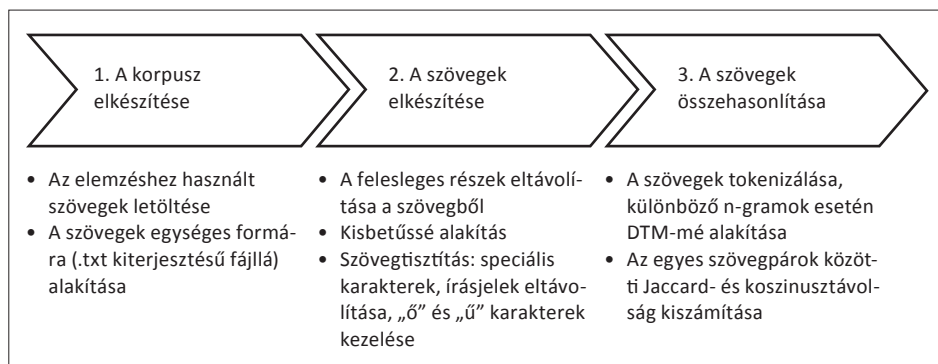 1. A korpusz
elkészítése
2. A szövegek
elkészítése
3. A szövegek
összehasonlítása
• Az elemzéshez használt
szövegek letöltése
• A szövegek egységes formá-
ra (.txt kiterjesztésű fájllá)
alakítása
• A felesleges részek eltávolí-
tása a szövegből
• Kisbetűssé alakítás
• Szövegtisztítás: speciális
karakterek, írásjelek eltávo-
lítása, „ő” és „ű” karakterek
kezelése
• A szövegek tokenizálása,
különböző n-gramok esetén
DTM-mé alakítása
• Az egyes szövegpárok közöt-
ti Jaccard- és koszinusztávol-
ság kiszámítása